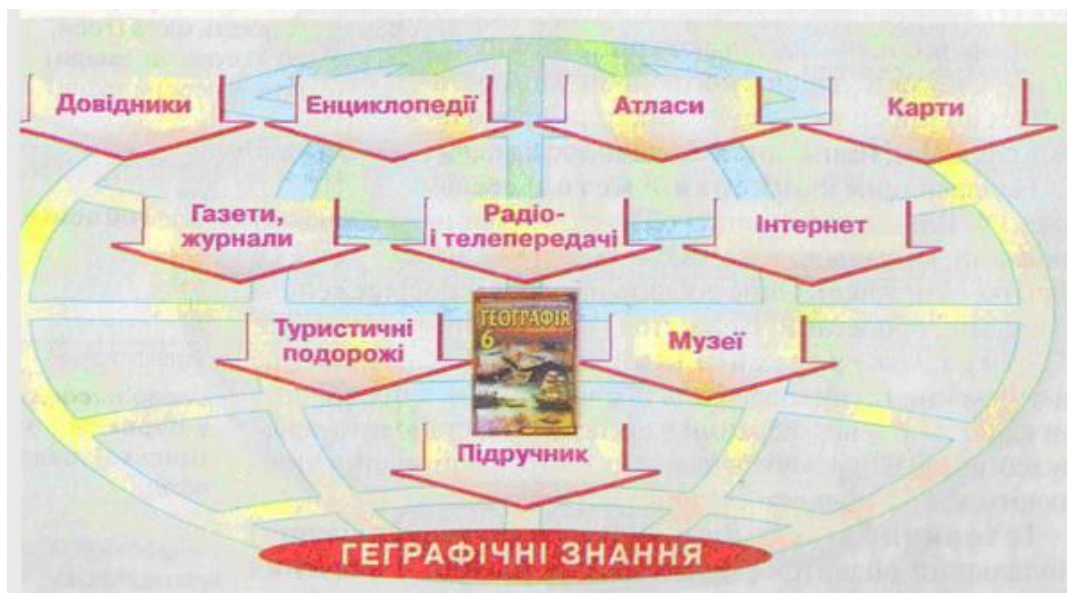 Довідники
Енциклопедії
Атласи
Карти
Газети,
журнали
Радіо-
і телепередачі
Інтернет
Туристичні
подорожі
ГЕОГРАФІЯ
6
Музеї
Підручник
ГЕГРАФІЧНІ ЗНАННЯ